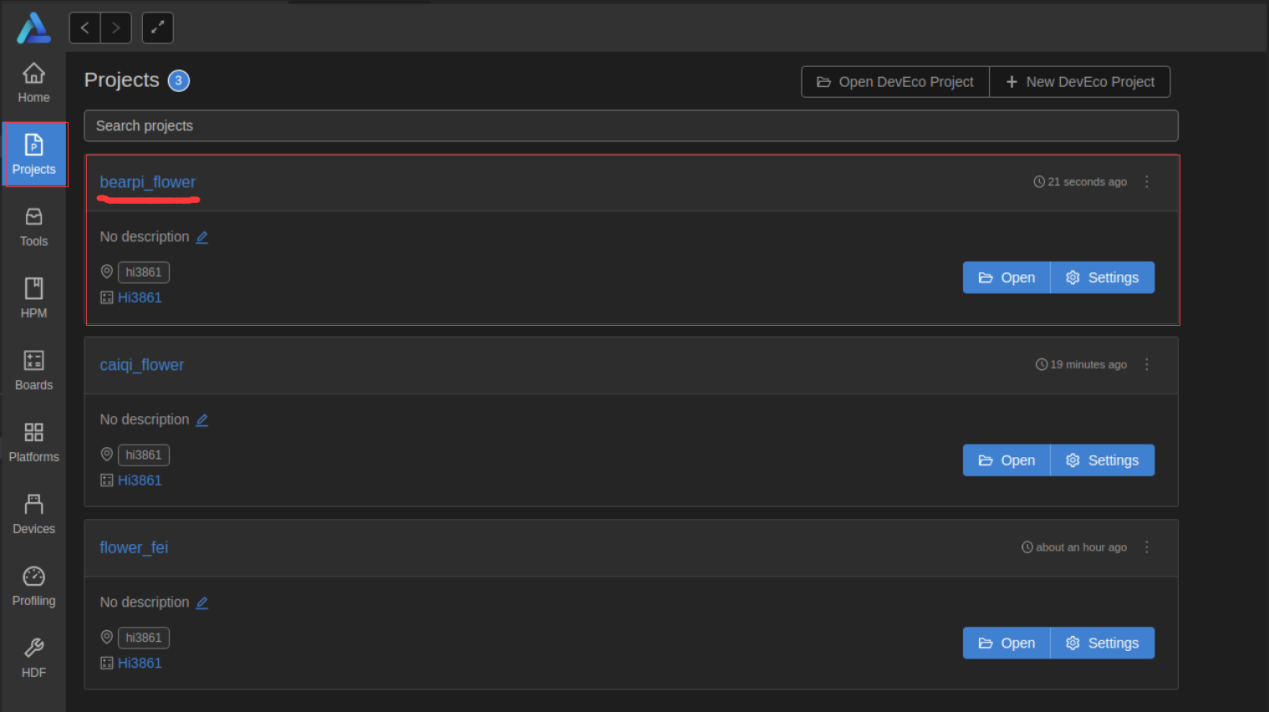 Projects 3
Open DevEco Project
+ New DevEco Project
Search projects
Home
Projects
Tools
HPM
Boards
Platforms
Devices
Profiling
HDF
bearpi_flower
21 seconds ago
No description
hi3861
Hi3861
Open
Settings
caiqi_flower
19 minutes ago
No description
hi3861
Hi3861
Open
Settings
flower_fei
about an hour ago
No description
hi3861
Hi3861
Open
Settings